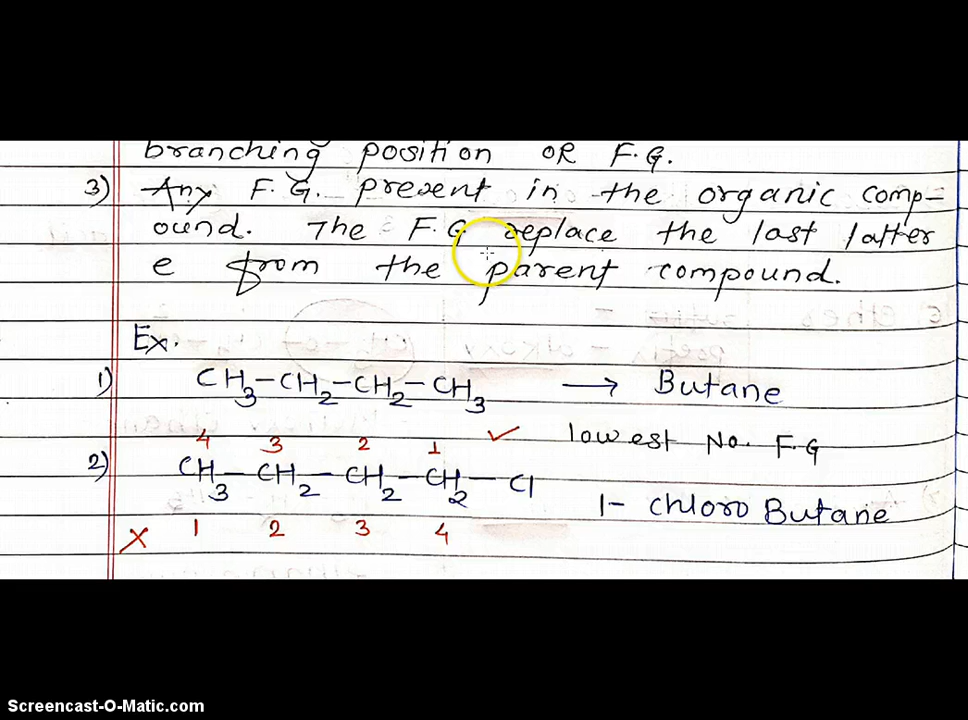 branching position OR F.G.
3) Any F.G. present in the organic comp-
ound. The F.G. replace the last latter
e from the parent compound.
Ex.
1) CH3-CH2-CH2-CH3 → Butane
4 3 2 1 ✓ lowest No. F-G
2) CH3-CH2-CH2-CH2-Cl
1- chloro Butane
X 1 2 3 4
Screencast-O-Matic.com